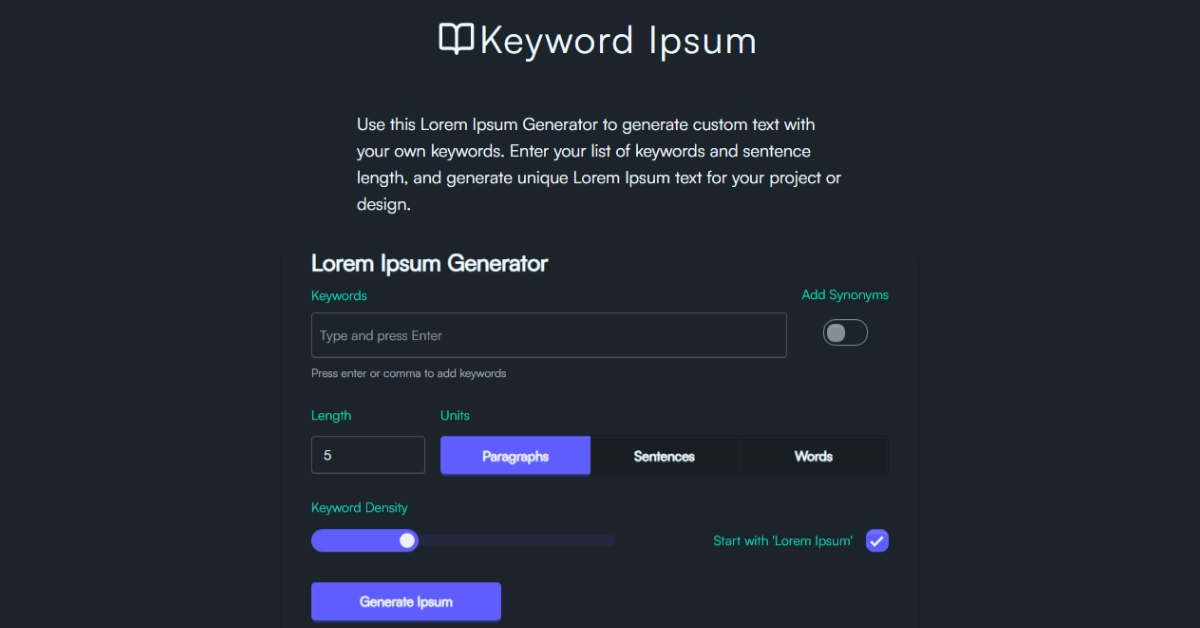 Keyword Ipsum
Use this Lorem Ipsum Generator to generate custom text with
your own keywords. Enter your list of keywords and sentence
length, and generate unique Lorem Ipsum text for your project or
design.
Lorem Ipsum Generator
Keywords
Add Synonyms
Type and press Enter
Press enter or comma to add keywords
Length
Units
5
Paragraphs
Sentences
Words
Keyword Density
Start with 'Lorem Ipsum'
Generate Ipsum